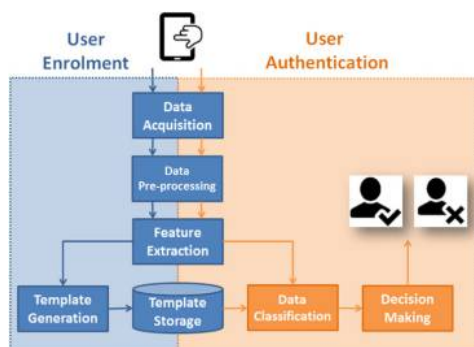 User
Enrolment
User
Authentication
Data
Acquisition
Data
Pre-processing
Feature
Extraction
Template
Generation
Template
Storage
Data
Classification
Decision
Making